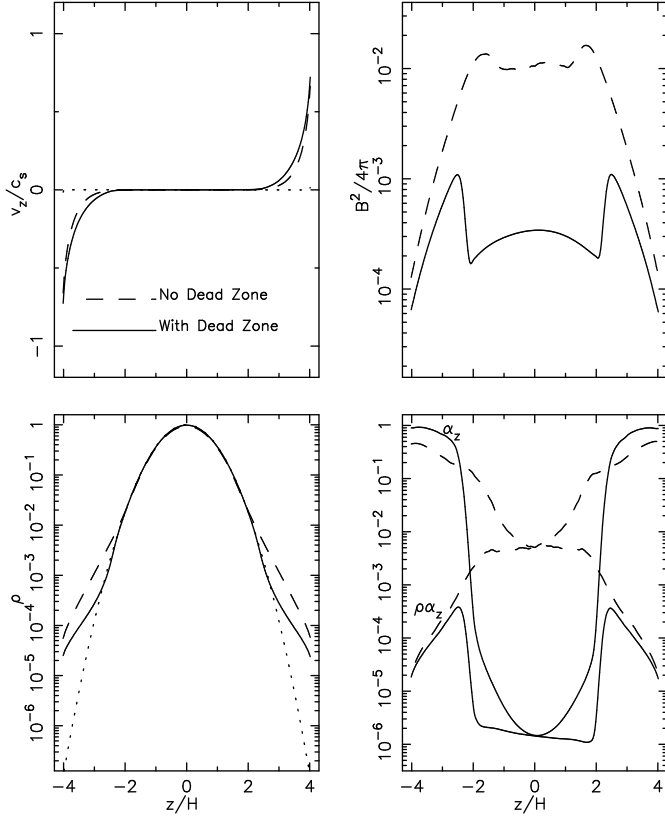 1
0
−1
v_z/c_s
No Dead Zone
With Dead Zone
10^−2
10^−3
10^−4
B^2/4π
1
10^−1
10^−2
10^−3
10^−4
10^−5
10^−6
ρ
−4 −2 0 2 4
z/H
1
10^−1
10^−2
10^−3
10^−4
10^−5
10^−6
α_z
ρα_z
−4 −2 0 2 4
z/H